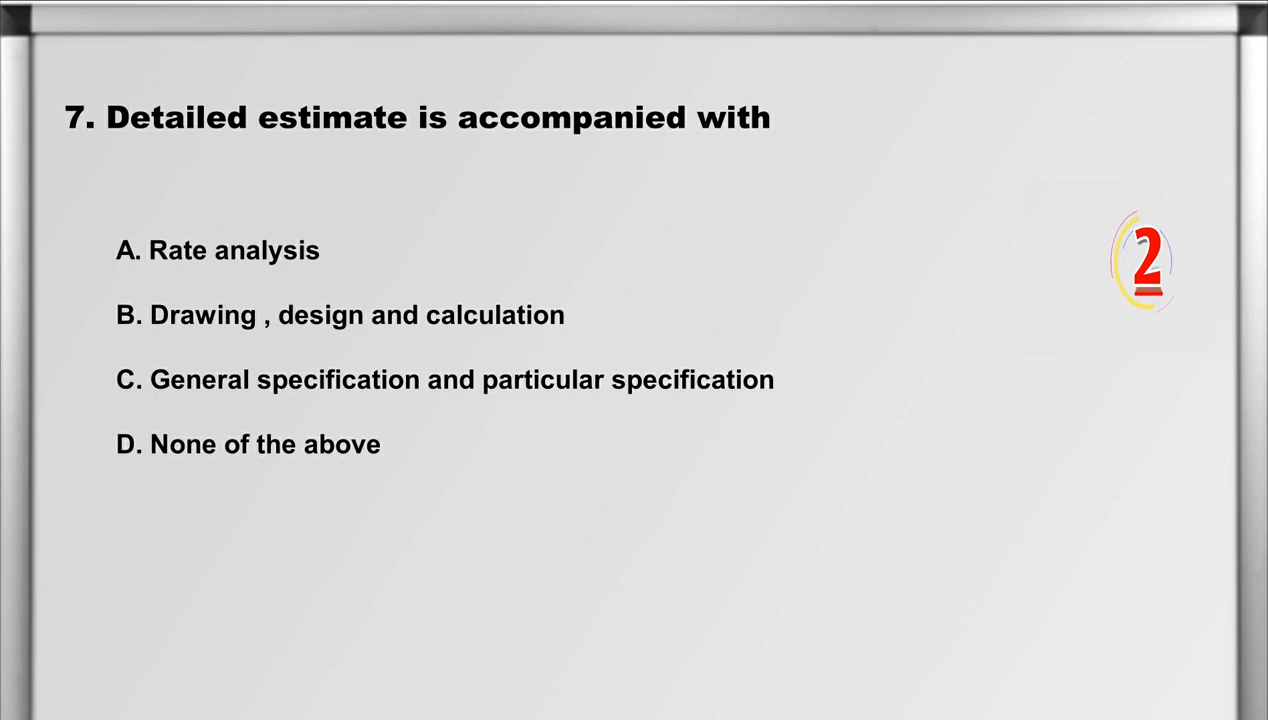 7. Detailed estimate is accompanied with
A. Rate analysis
2
B. Drawing , design and calculation
C. General specification and particular specification
D. None of the above